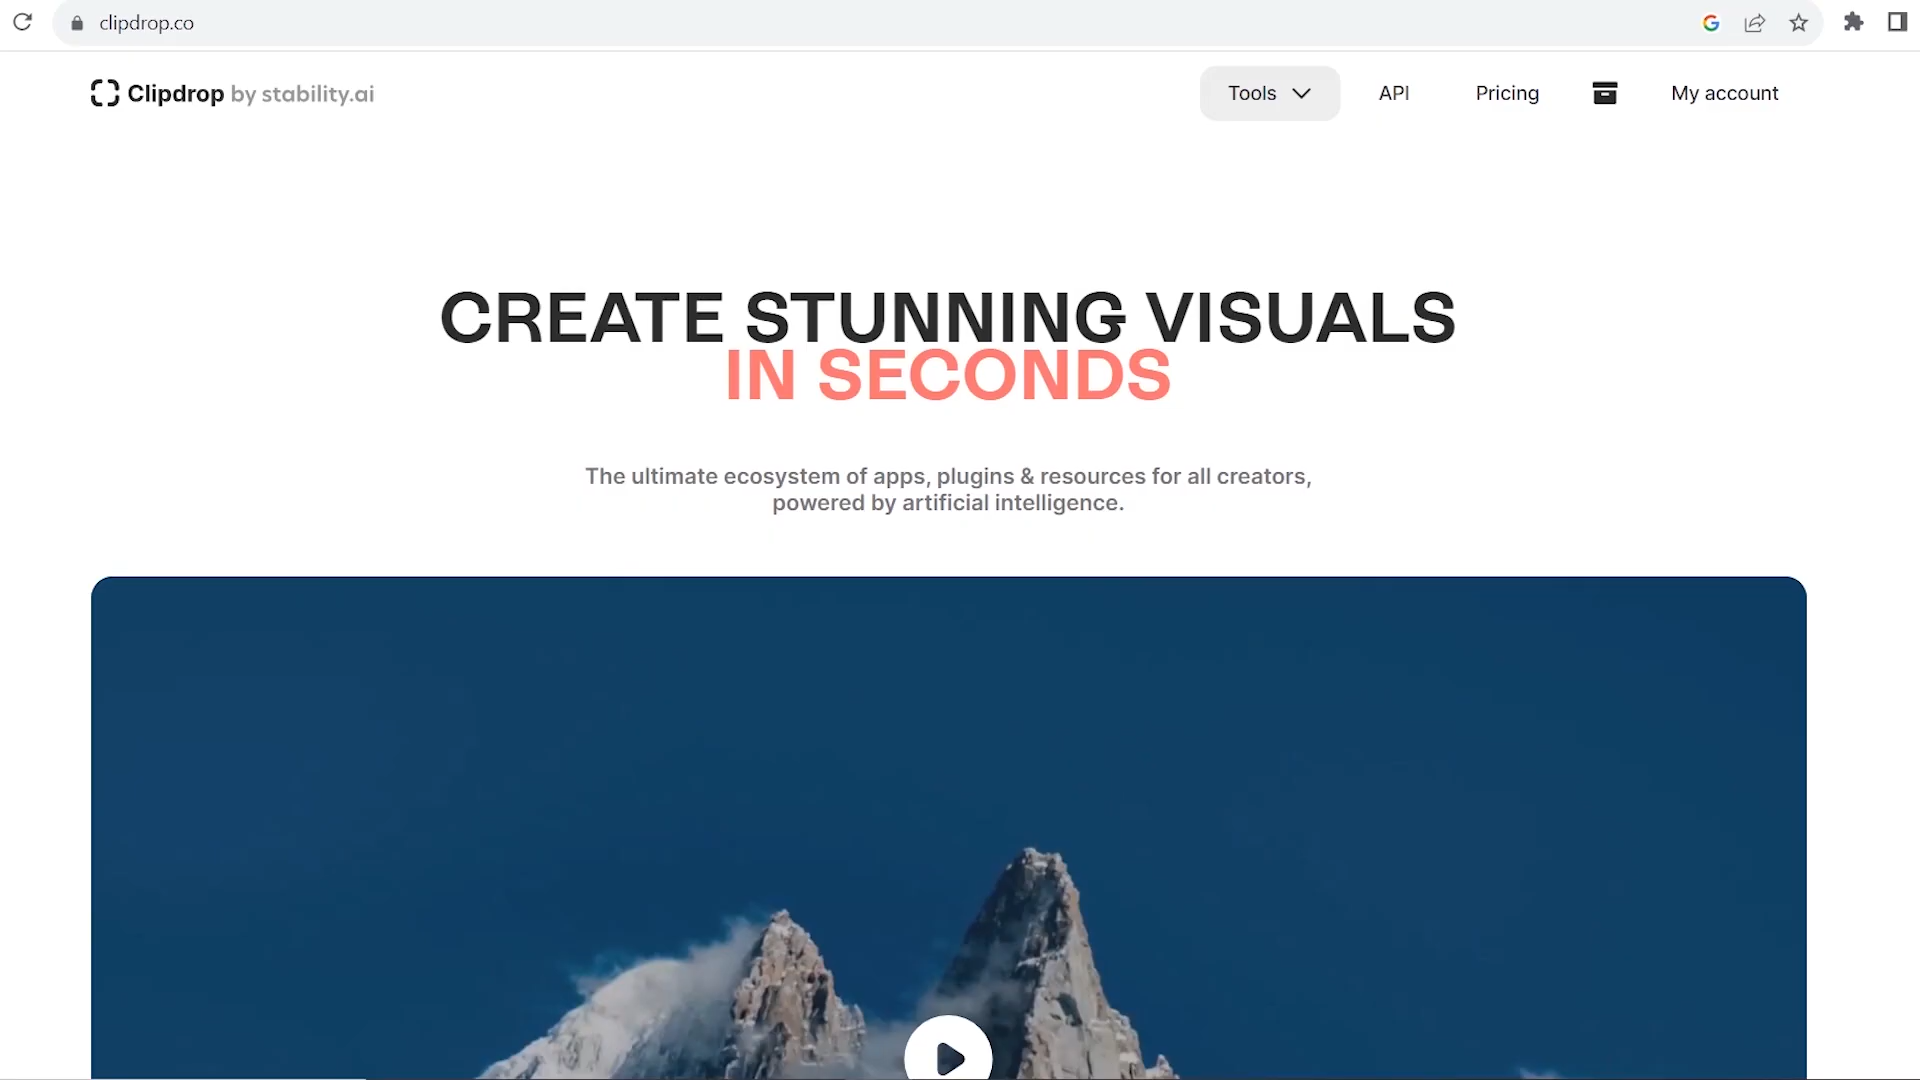 clipdrop.co
Clipdrop by stability.ai
Tools
API
Pricing
My account
CREATE STUNNING VISUALS
IN SECONDS
The ultimate ecosystem of apps, plugins & resources for all creators,
powered by artificial intelligence.